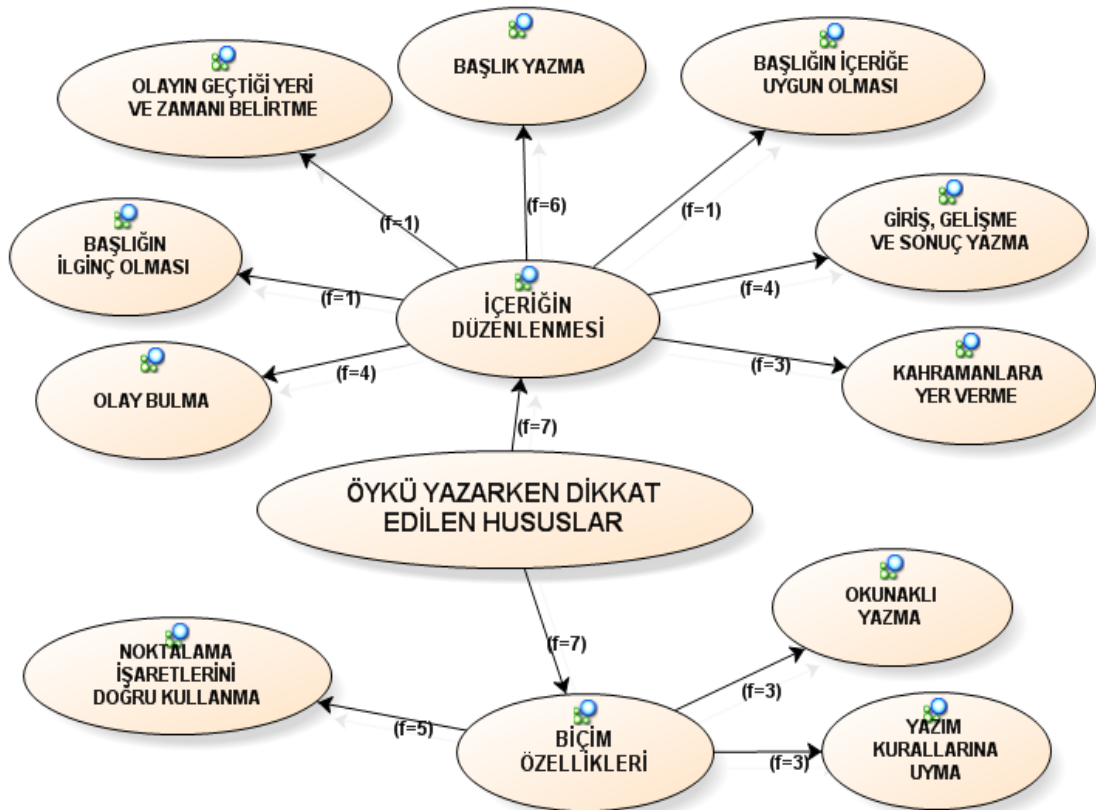 BAŞLIK YAZMA
OLAYIN GEÇTİĞİ YERİ
VE ZAMANI BELİRTME
BAŞLIĞIN İÇERİĞE
UYGUN OLMASI
(f=1)
(f=6)
(f=1)
BAŞLIĞIN
İLGİNÇ OLMASI
GİRİŞ, GELİŞME
VE SONUÇ YAZMA
(f=1)
(f=4)
İÇERİĞİN
DÜZENLENMESİ
OLAY BULMA
(f=4)
(f=3)
KAHRAMANLARA
YER VERME
(f=7)
ÖYKÜ YAZARKEN DİKKAT
EDİLEN HUSUSLAR
(f=7)
OKUNAKLI
YAZMA
NOKTALAMA
İŞARETLERİNİ
DOĞRU KULLANMA
(f=5)
(f=3)
BİÇİM
ÖZELLİKLERİ
(f=3)
YAZIM
KURALLARINA
UYMA